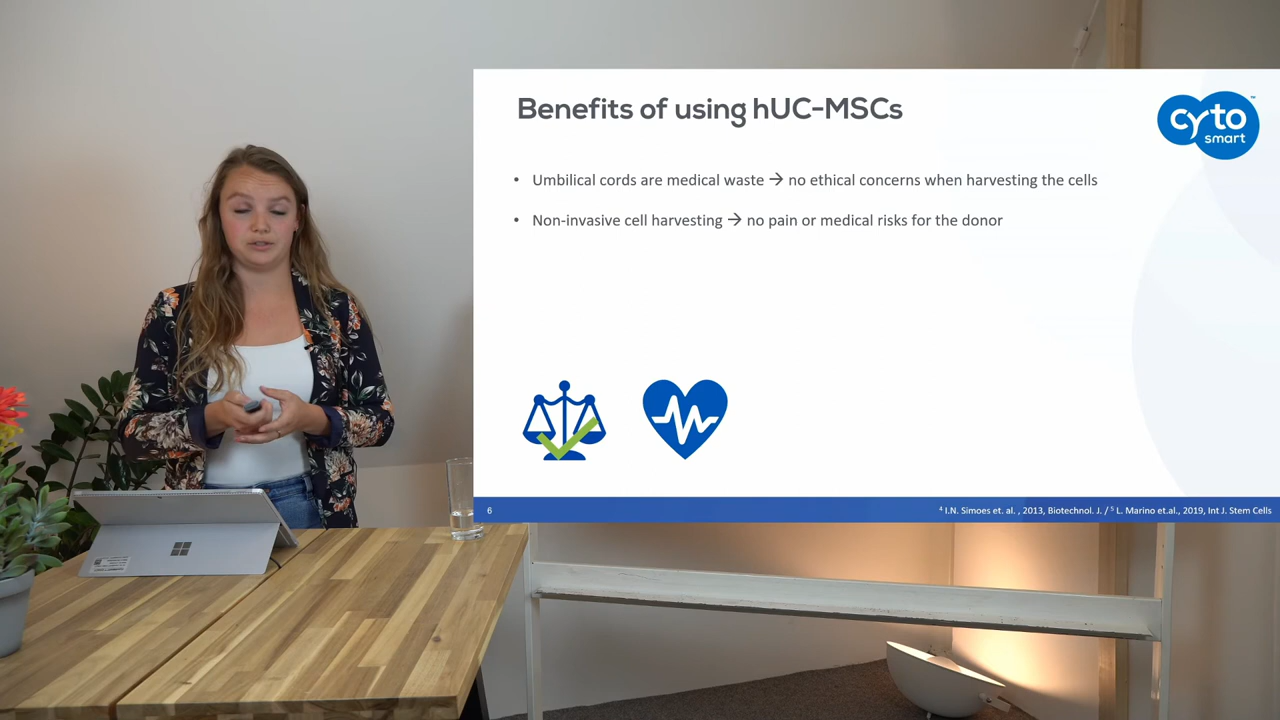 Benefits of using hUC-MSCs
cyto
smart
™
• Umbilical cords are medical waste → no ethical concerns when harvesting the cells
• Non-invasive cell harvesting → no pain or medical risks for the donor
6
⁴ I.N. Simoes et. al. , 2013, Biotechnol. J. / ⁵ L. Marino et.al., 2019, Int J. Stem Cells